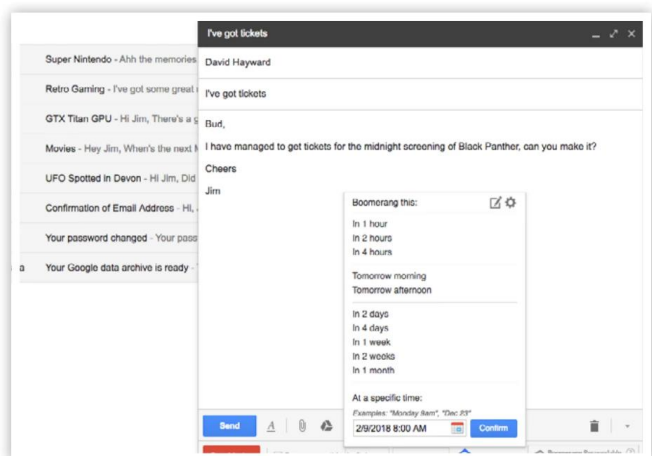 I've got tickets
David Hayward
I've got tickets
Bud,
I have managed to get tickets for the midnight screening of Black Panther, can you make it?
Cheers
Jim
Super Nintendo - Ahh the memories
Retro Gaming - I've got some great
GTX Titan GPU - Hi Jim, There's a g
Movies - Hey Jim, When's the next M
UFO Spotted in Devon - Hi Jim, Did
Confirmation of Email Address - Hi,
Your password changed - Your pass
a Your Google data archive is ready -
Boomerang this:
In 1 hour
In 2 hours
In 4 hours
Tomorrow morning
Tomorrow afternoon
In 2 days
In 4 days
In 1 week
In 2 weeks
In 1 month
At a specific time:
Examples: "Monday 9am", "Dec 23"
2/9/2018 8:00 AM Confirm
Send A